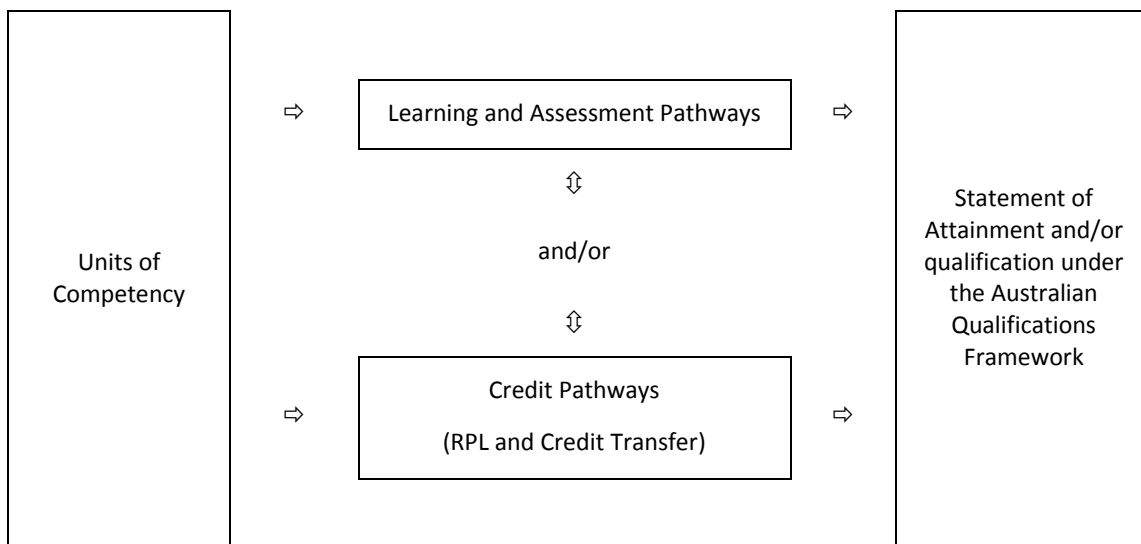 Units of
Competency
Learning and Assessment Pathways
and/or
Credit Pathways
(RPL and Credit Transfer)
Statement of
Attainment and/or
qualification under
the Australian
Qualifications
Framework